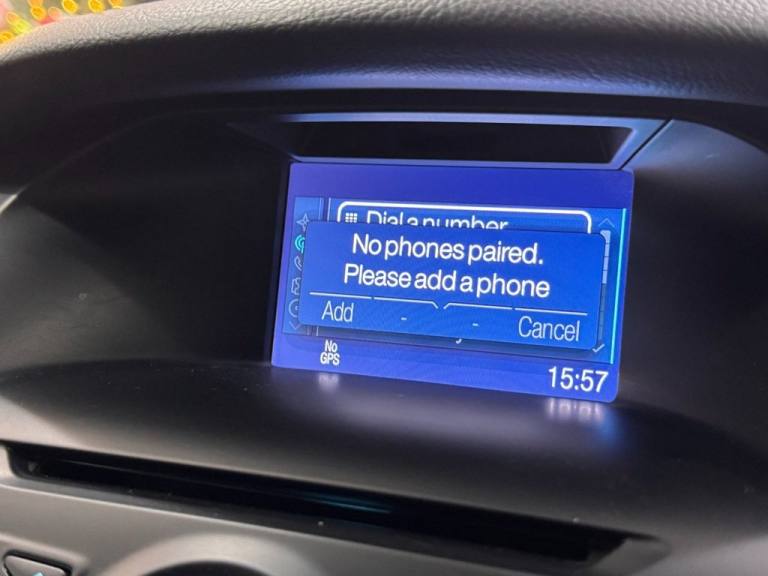 Dial a number
No phones paired.
Please add a phone
Add - - Cancel
No
GPS
15:57